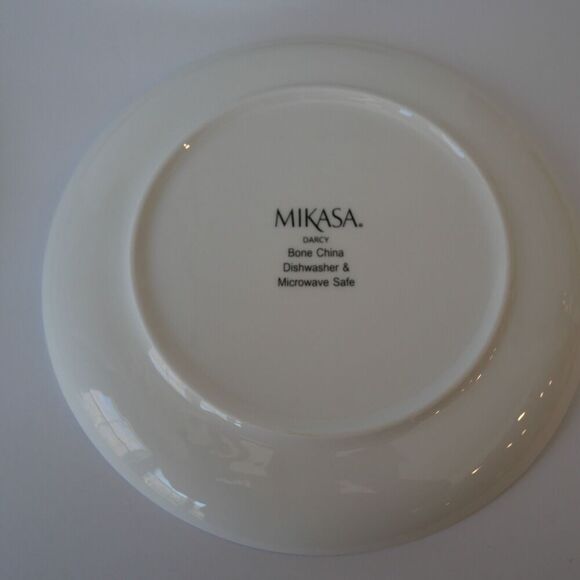 MIKASA®
DARCY
Bone China
Dishwasher &
Microwave Safe